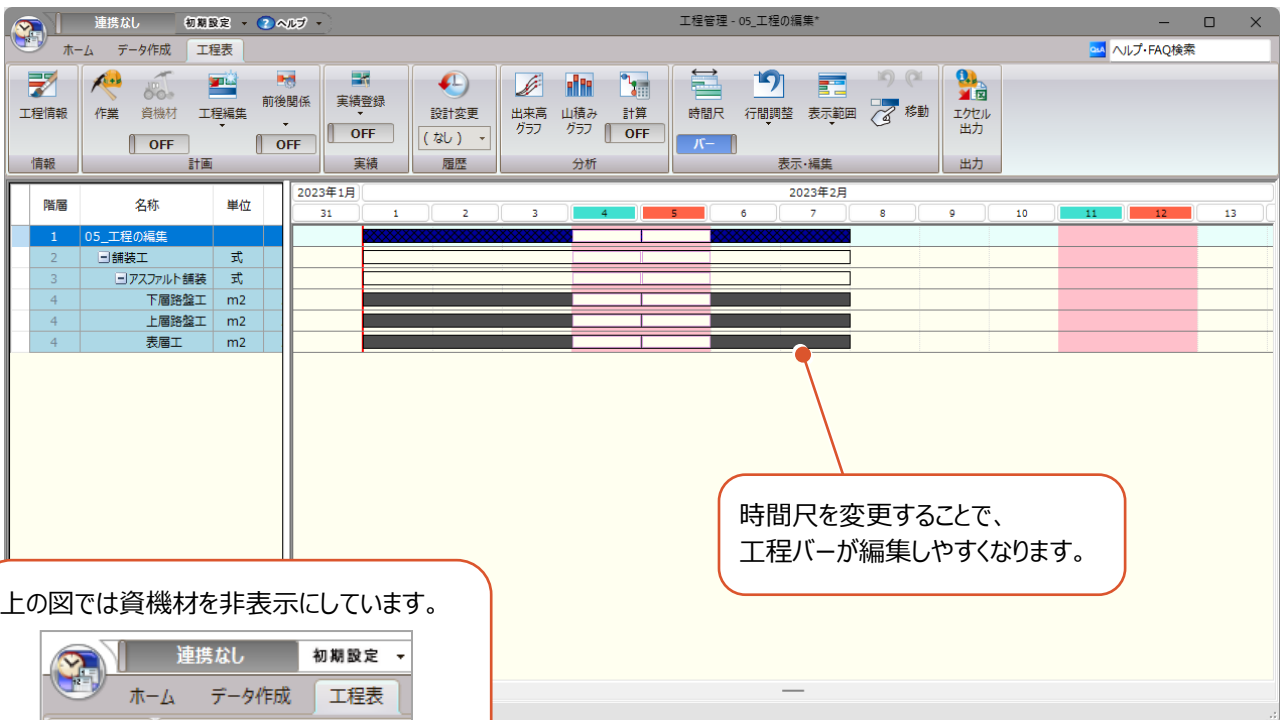 連携なし 初期設定 ヘルプ 工程管理 - 05_工程の編集*
ホーム データ作成 工程表 Q&A ヘルプ・FAQ検索
工程情報 作業 資機材 工程編集 前後関係 実績登録 設計変更 出来高グラフ 山積みグラフ 計算 時間尺 行間調整 表示範囲 移動 エクセル出力
OFF OFF OFF (なし) OFF バー
情報 計画 実績 履歴 分析 表示・編集 出力
階層 名称 単位 2023年1月 2023年2月
31 1 2 3 4 5 6 7 8 9 10 11 12 13
1 05_工程の編集
2 舗装工 式
3 アスファルト舗装 式
4 下層路盤工 m2
4 上層路盤工 m2
4 表層工 m2
時間尺を変更することで、
工程バーが編集しやすくなります。
上の図では資機材を非表示にしています。
連携なし 初期設定
ホーム データ作成 工程表